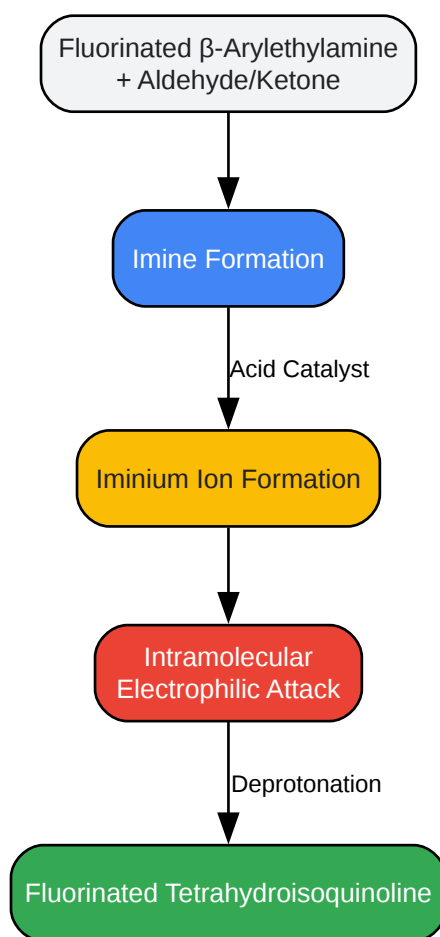 Fluorinated β-Arylethylamine
+ Aldehyde/Ketone
Imine Formation
Acid Catalyst
Iminium Ion Formation
Intramolecular
Electrophilic Attack
Deprotonation
Fluorinated Tetrahydroisoquinoline